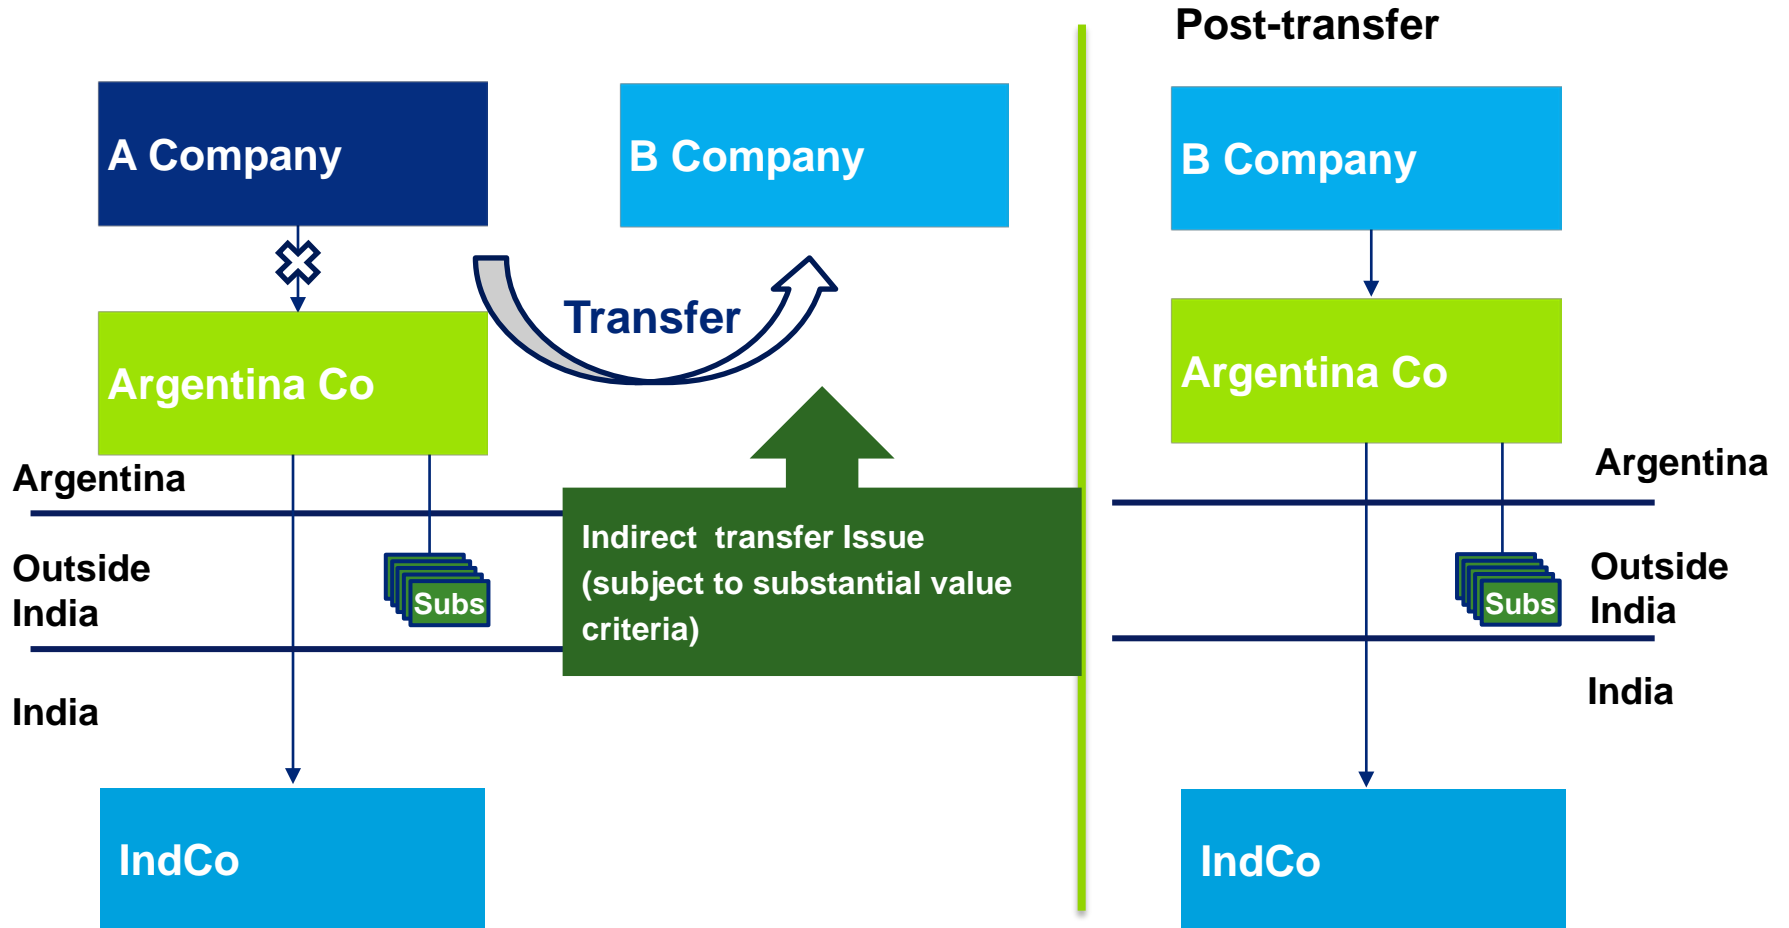 Post-transfer
A Company
B Company
B Company
Transfer
Argentina Co
Argentina Co
Argentina
Argentina
Indirect  transfer Issue
(subject to substantial value
criteria)
Outside
India
Subs
Subs
Outside
India
India
India
IndCo
IndCo